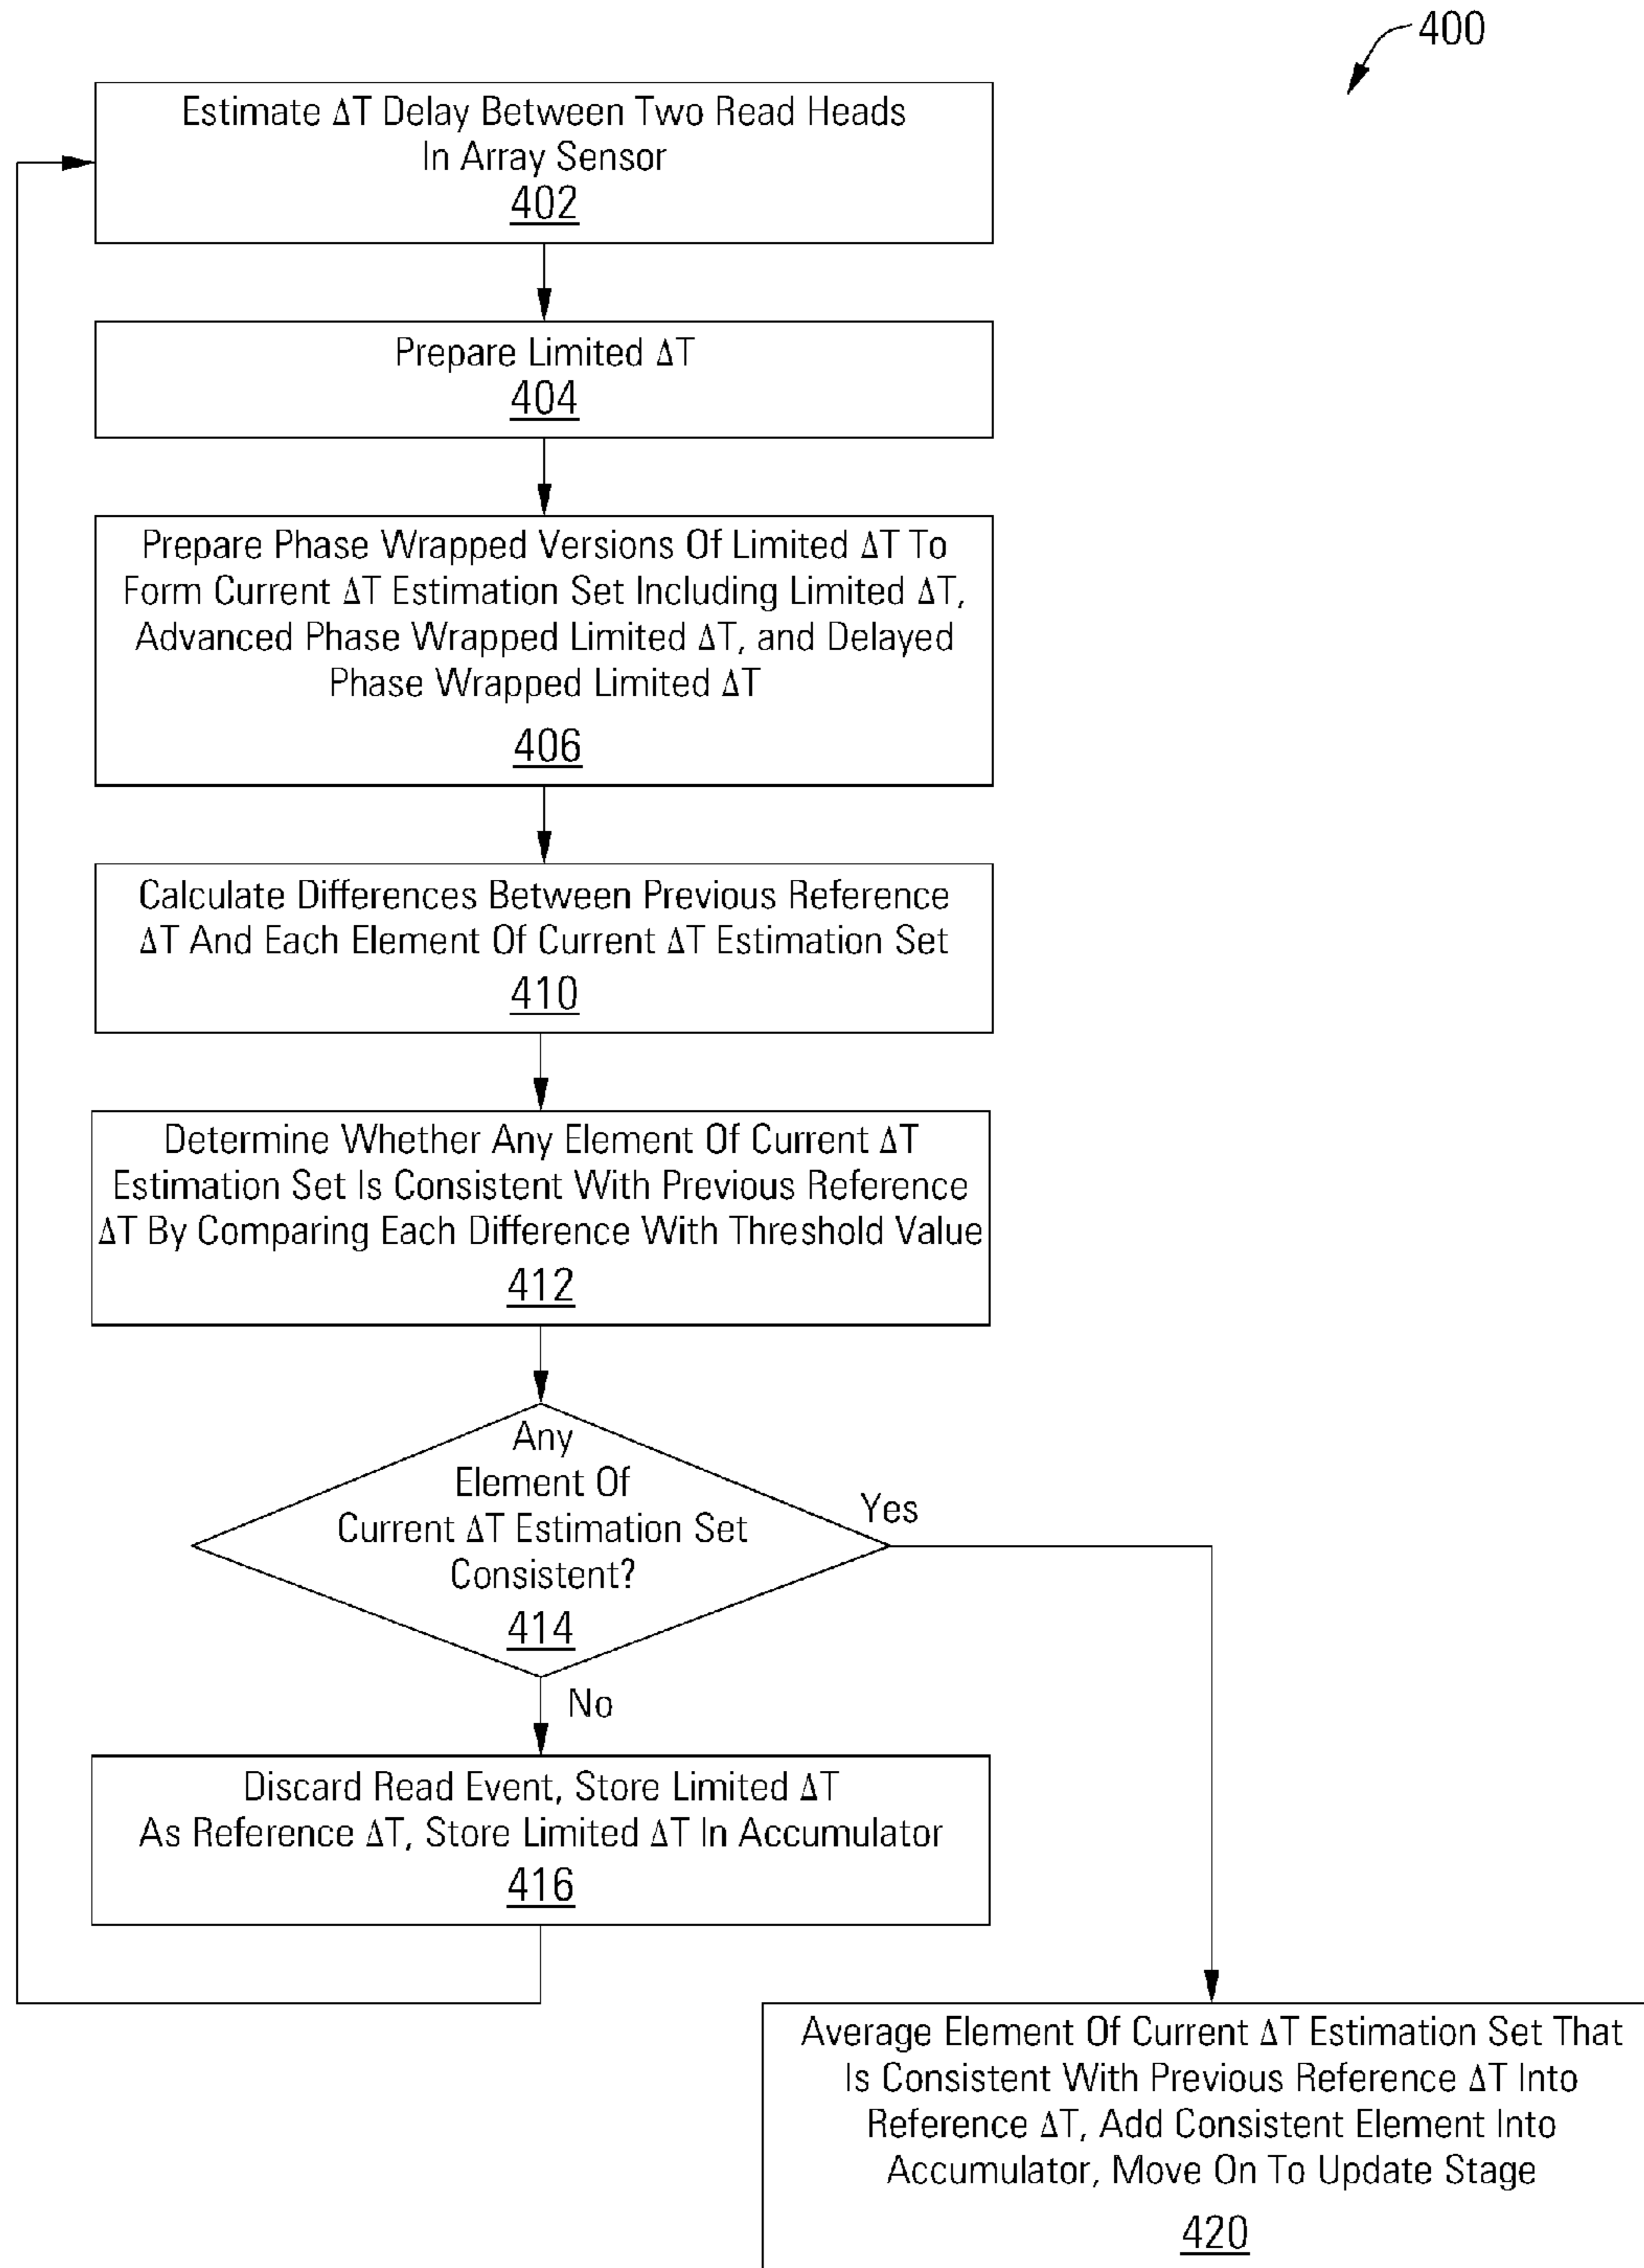 400
Estimate ΔT Delay Between Two Read Heads
In Array Sensor
402
Prepare Limited ΔT
404
Prepare Phase Wrapped Versions Of Limited ΔT To
Form Current ΔT Estimation Set Including Limited ΔT,
Advanced Phase Wrapped Limited ΔT, and Delayed
Phase Wrapped Limited ΔT
406
Calculate Differences Between Previous Reference
ΔT And Each Element Of Current ΔT Estimation Set
410
Determine Whether Any Element Of Current ΔT
Estimation Set Is Consistent With Previous Reference
ΔT By Comparing Each Difference With Threshold Value
412
Any
Element Of
Current ΔT Estimation Set
Consistent?
414
Yes
No
Discard Read Event, Store Limited ΔT
As Reference ΔT, Store Limited ΔT In Accumulator
416
Average Element Of Current ΔT Estimation Set That
Is Consistent With Previous Reference ΔT Into
Reference ΔT, Add Consistent Element Into
Accumulator, Move On To Update Stage
420